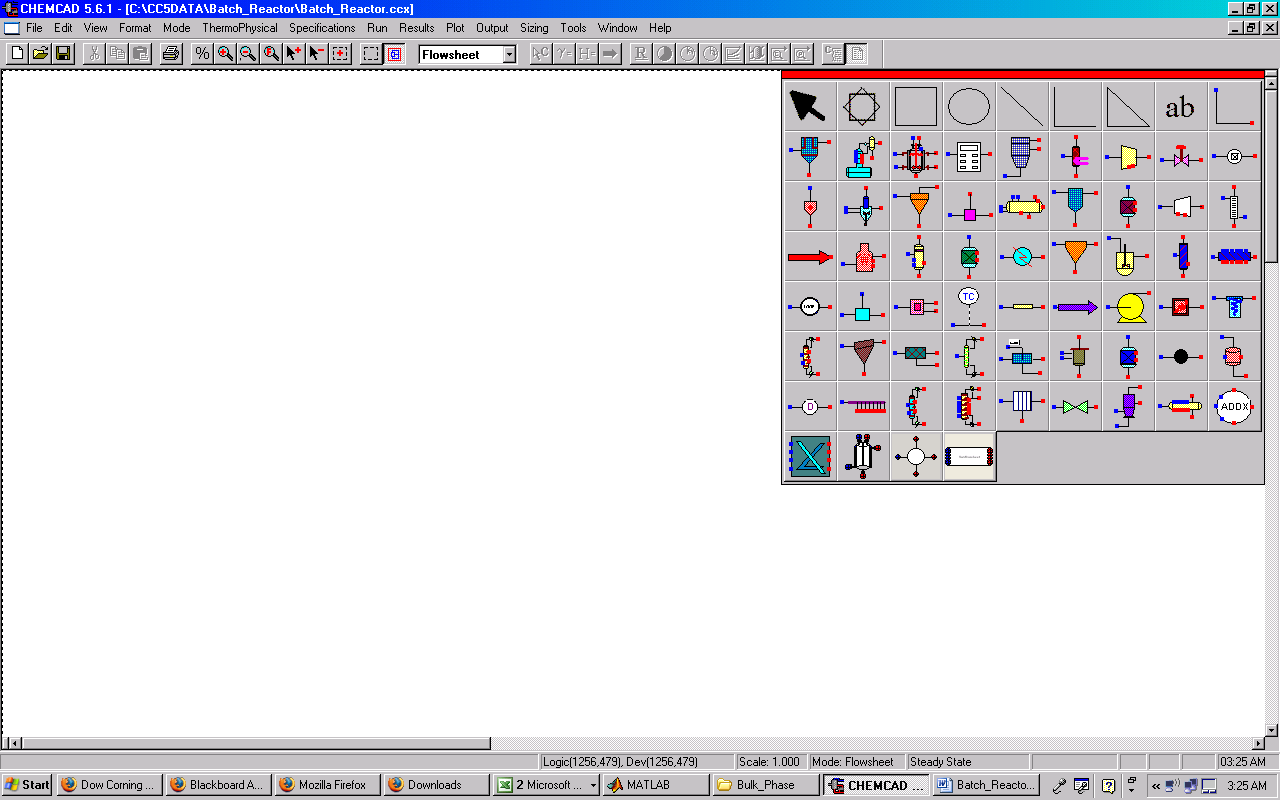 CHEMCAD 5.6.1 - [C:\CC5DATA\Batch_Reactor\Batch_Reactor.ccx]
File Edit View Format Mode ThermoPhysical Specifications Run Results Plot Output Sizing Tools Window Help
% Flowsheet R
ab
TC
D ADDX
Logic(1256,479), Dev(1256,479) Scale: 1.000 Mode: Flowsheet Steady State 03:25 AM
Start Dow Corning ... Blackboard A... Mozilla Firefox Downloads 2 Microsoft ... MATLAB Bulk_Phase CHEMCAD ... Batch_Reacto... 3:25 AM